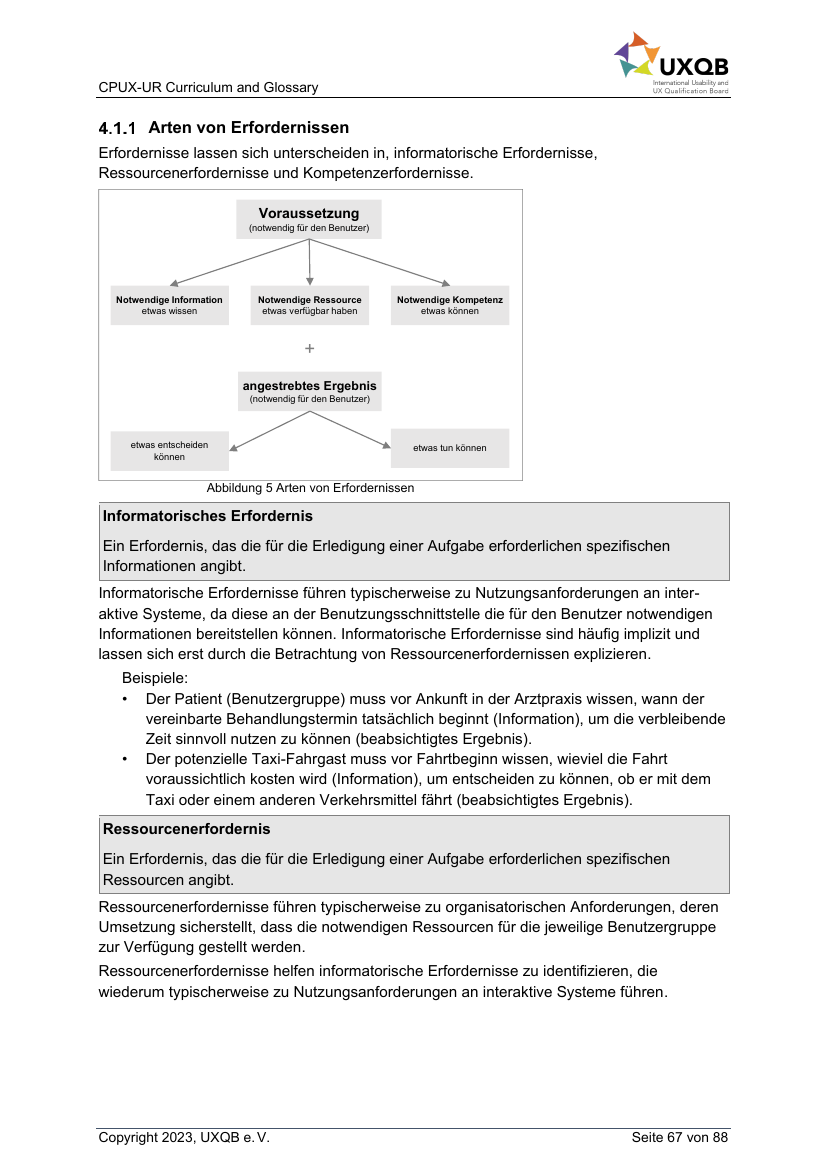 UXQB
International Usability and
UX Qualification Board
CPUX-UR Curriculum and Glossary
4.1.1 Arten von Erfordernissen
Erfordernisse lassen sich unterscheiden in, informatorische Erfordernisse,
Ressourcenerfordernisse und Kompetenzerfordernisse.
Voraussetzung
(notwendig für den Benutzer)
Notwendige Information
etwas wissen
Notwendige Ressource
etwas verfügbar haben
Notwendige Kompetenz
etwas können
+
angestrebtes Ergebnis
(notwendig für den Benutzer)
etwas entscheiden
können
etwas tun können
Abbildung 5 Arten von Erfordernissen
Informatorisches Erfordernis
Ein Erfordernis, das die für die Erledigung einer Aufgabe erforderlichen spezifischen
Informationen angibt.
Informatorische Erfordernisse führen typischerweise zu Nutzungsanforderungen an inter-
aktive Systeme, da diese an der Benutzungsschnittstelle die für den Benutzer notwendigen
Informationen bereitstellen können. Informatorische Erfordernisse sind häufig implizit und
lassen sich erst durch die Betrachtung von Ressourcenerfordernissen explizieren.
Beispiele:
• Der Patient (Benutzergruppe) muss vor Ankunft in der Arztpraxis wissen, wann der
vereinbarte Behandlungstermin tatsächlich beginnt (Information), um die verbleibende
Zeit sinnvoll nutzen zu können (beabsichtigtes Ergebnis).
• Der potenzielle Taxi-Fahrgast muss vor Fahrtbeginn wissen, wieviel die Fahrt
voraussichtlich kosten wird (Information), um entscheiden zu können, ob er mit dem
Taxi oder einem anderen Verkehrsmittel fährt (beabsichtigtes Ergebnis).
Ressourcenerfordernis
Ein Erfordernis, das die für die Erledigung einer Aufgabe erforderlichen spezifischen
Ressourcen angibt.
Ressourcenerfordernisse führen typischerweise zu organisatorischen Anforderungen, deren
Umsetzung sicherstellt, dass die notwendigen Ressourcen für die jeweilige Benutzergruppe
zur Verfügung gestellt werden.
Ressourcenerfordernisse helfen informatorische Erfordernisse zu identifizieren, die
wiederum typischerweise zu Nutzungsanforderungen an interaktive Systeme führen.
Copyright 2023, UXQB e. V.
Seite 67 von 88